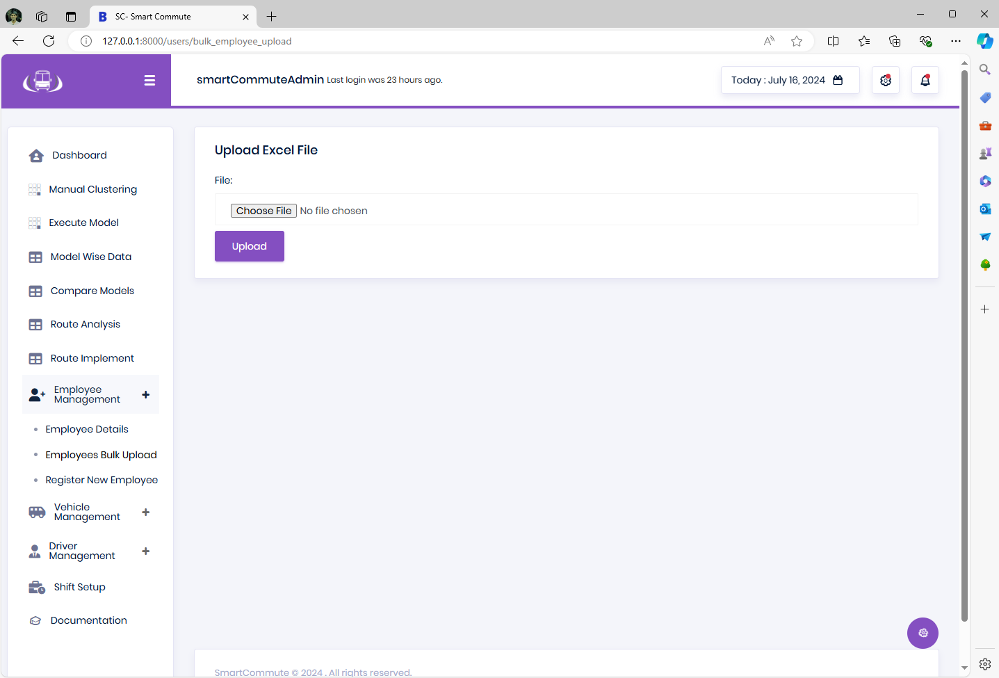 SC- Smart Commute
127.0.0.1:8000/users/bulk_employee_upload
smartCommuteAdmin Last login was 23 hours ago.
Today : July 16, 2024
Dashboard
Manual Clustering
Execute Model
Model Wise Data
Compare Models
Route Analysis
Route Implement
Employee
Management
Employee Details
Employees Bulk Upload
Register New Employee
Vehicle
Management
Driver
Management
Shift Setup
Documentation
Upload Excel File
File:
Choose File No file chosen
Upload
SmartCommute © 2024 . All rights reserved.